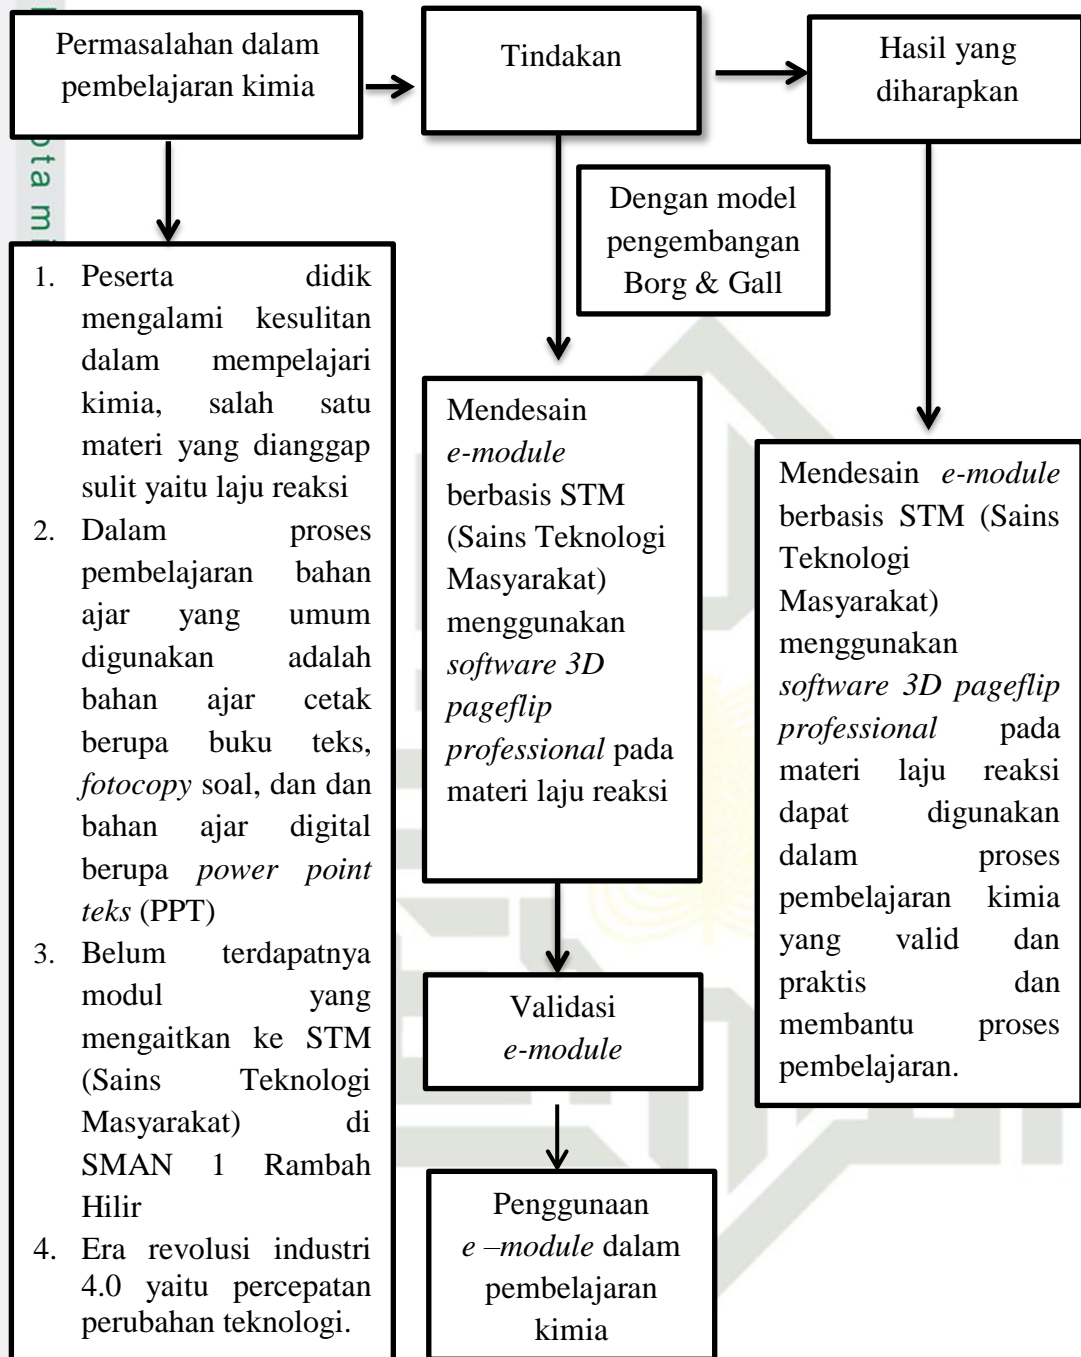 Permasalahan dalam
pembelajaran kimia
Tindakan
Hasil yang
diharapkan
ota mi
Dengan model
pengembangan
Borg & Gall
1. Peserta didik
mengalami kesulitan
dalam mempelajari
kimia, salah satu
materi yang dianggap
sulit yaitu laju reaksi
2. Dalam proses
pembelajaran bahan
ajar yang umum
digunakan adalah
bahan ajar cetak
berupa buku teks,
fotocopy soal, dan dan
bahan ajar digital
berupa power point
teks (PPT)
3. Belum terdapatnya
modul yang
mengaitkan ke STM
(Sains Teknologi
Masyarakat) di
SMAN 1 Rambah
Hilir
4. Era revolusi industri
4.0 yaitu percepatan
perubahan teknologi.
Mendesain
e-module
berbasis STM
(Sains Teknologi
Masyarakat)
menggunakan
software 3D
pageflip
professional pada
materi laju reaksi
Validasi
e-module
Penggunaan
e –module dalam
pembelajaran
kimia
Mendesain e-module
berbasis STM (Sains
Teknologi
Masyarakat)
menggunakan
software 3D pageflip
professional pada
materi laju reaksi
dapat digunakan
dalam proses
pembelajaran kimia
yang valid dan
praktis dan
membantu proses
pembelajaran.